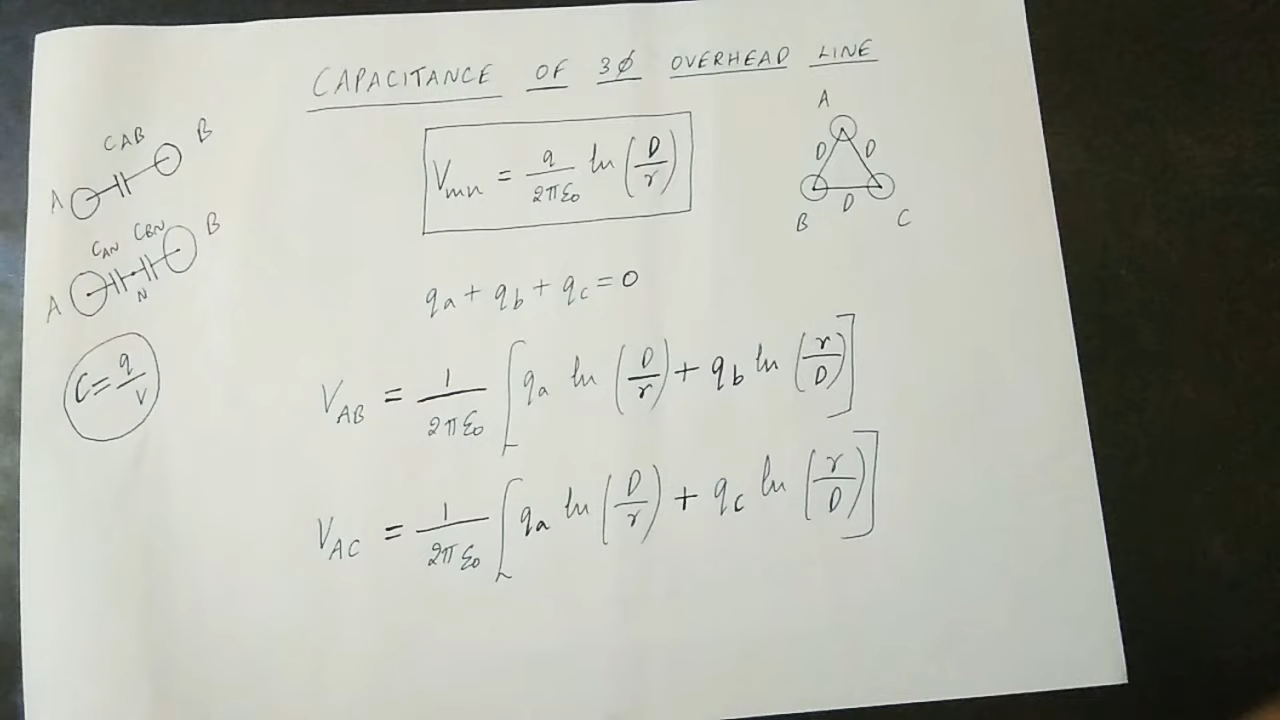 CAPACITANCE OF 3Ø OVERHEAD LINE
CAB
A B
CAN CBN
A N B
C = q/V
Vmn = q/2πε0 ln (D/r)
A
D D
B D C
qa + qb + qc = 0
VAB = 1/2πε0 [qa ln (D/r) + qb ln (r/D)]
VAC = 1/2πε0 [qa ln (D/r) + qc ln (r/D)]